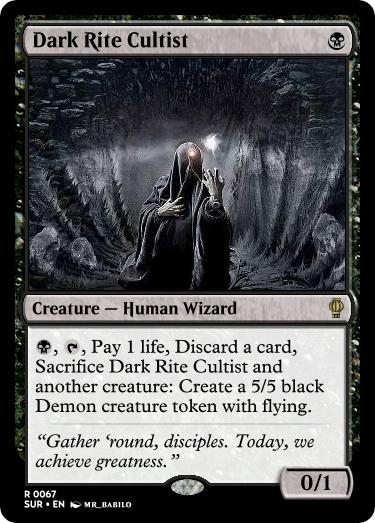 Dark Rite Cultist
Creature — Human Wizard
, , Pay 1 life, Discard a card,
Sacrifice Dark Rite Cultist and
another creature: Create a 5/5 black
Demon creature token with flying.
“Gather ‘round, disciples. Today, we
achieve greatness.”
0/1
R 0067
SUR • EN MR_BABILO